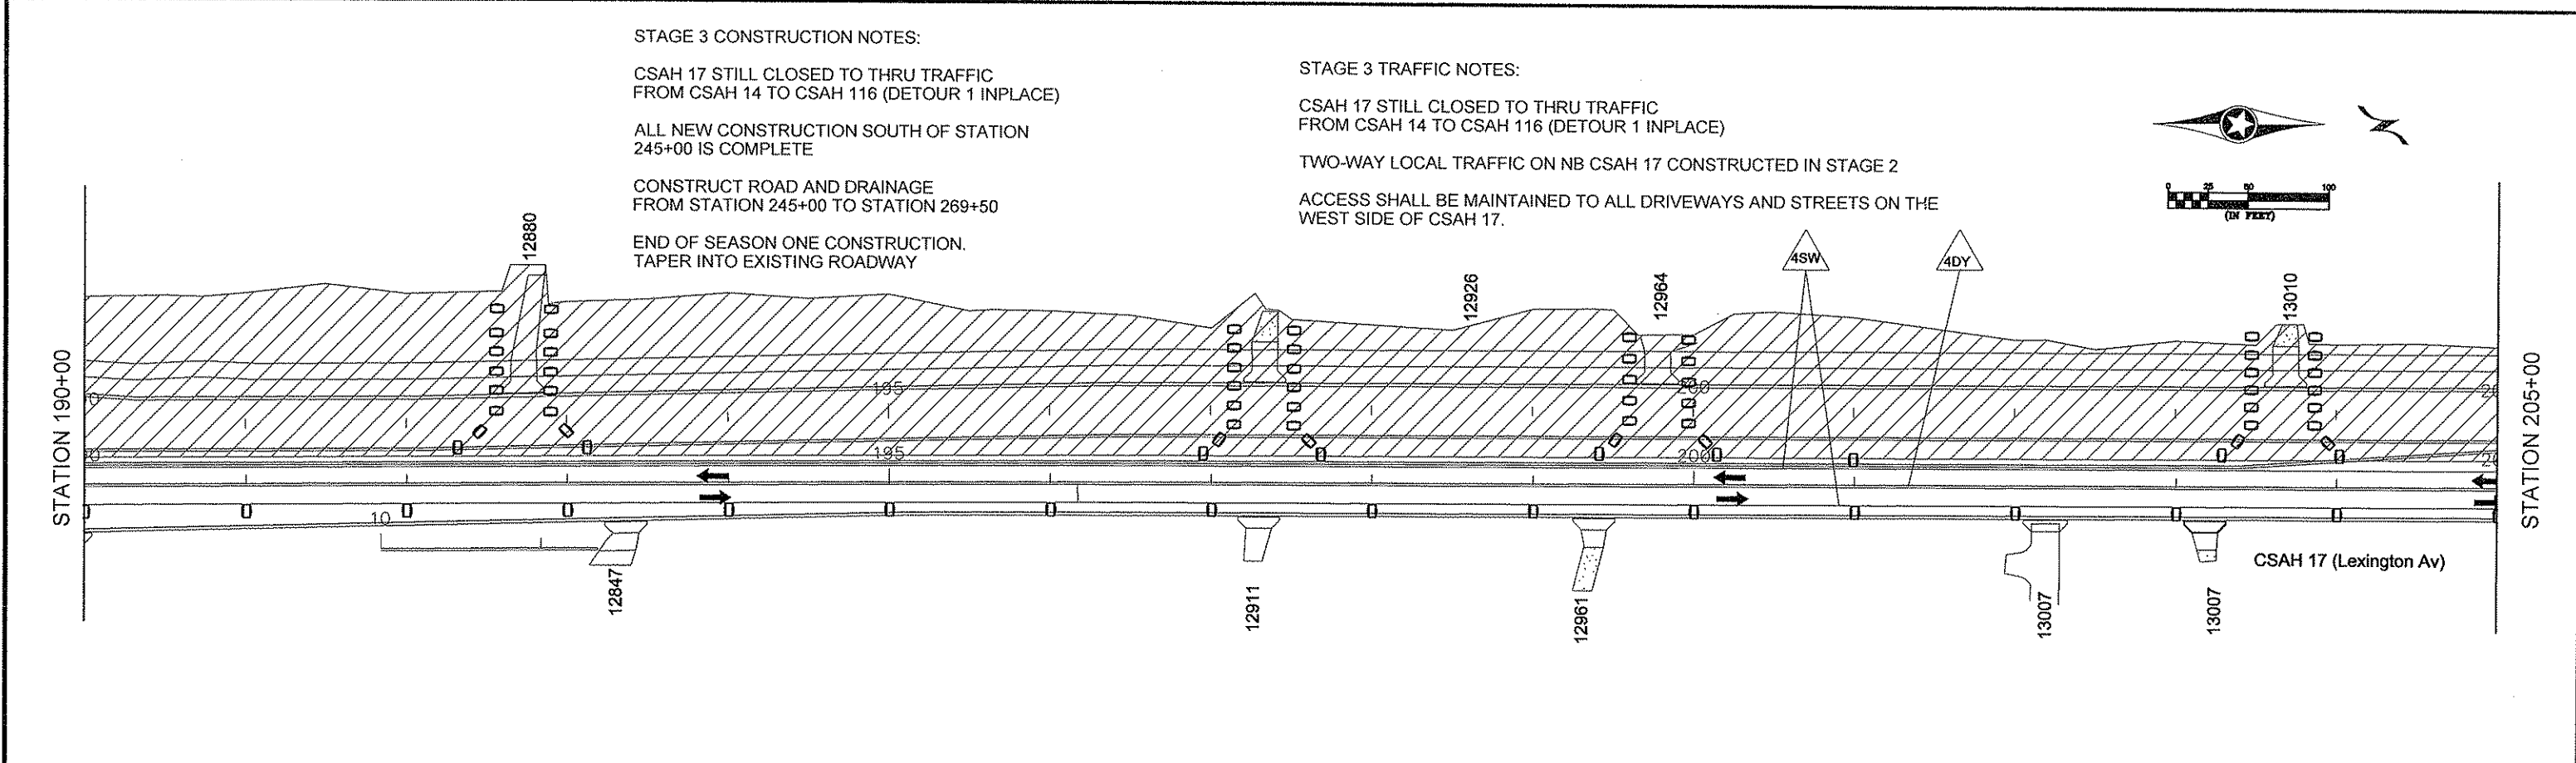 STAGE 3 CONSTRUCTION NOTES:
CSAH 17 STILL CLOSED TO THRU TRAFFIC
FROM CSAH 14 TO CSAH 116 (DETOUR 1 INPLACE)
ALL NEW CONSTRUCTION SOUTH OF STATION
245+00 IS COMPLETE
CONSTRUCT ROAD AND DRAINAGE
FROM STATION 245+00 TO STATION 269+50
END OF SEASON ONE CONSTRUCTION.
TAPER INTO EXISTING ROADWAY
STAGE 3 TRAFFIC NOTES:
CSAH 17 STILL CLOSED TO THRU TRAFFIC
FROM CSAH 14 TO CSAH 116 (DETOUR 1 INPLACE)
TWO-WAY LOCAL TRAFFIC ON NB CSAH 17 CONSTRUCTED IN STAGE 2
ACCESS SHALL BE MAINTAINED TO ALL DRIVEWAYS AND STREETS ON THE
WEST SIDE OF CSAH 17.
Z
0 25 50 100
(IN FEET)
4SW
4DY
12880
12926
12964
13010
STATION 190+00
STATION 205+00
195
200
195
200
10
12847
12911
12961
13007
13007
CSAH 17 (Lexington Av)